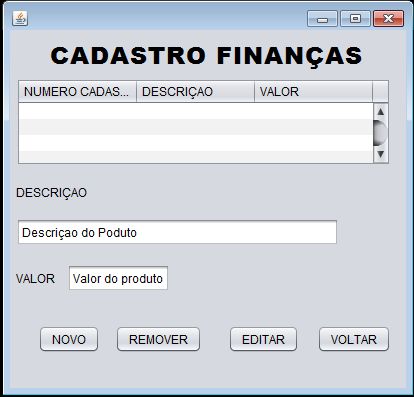 CADASTRO FINANÇAS
NUMERO CADAS... DESCRIÇAO VALOR
DESCRIÇAO
Descriçao do Poduto
VALOR Valor do produto
NOVO REMOVER EDITAR VOLTAR